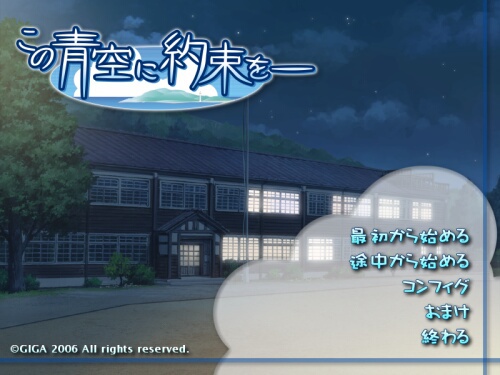 この青空に約束を―
最初から始める
途中から始める
コンフィグ
おまけ
終わる
©GIGA 2006 All rights reserved.